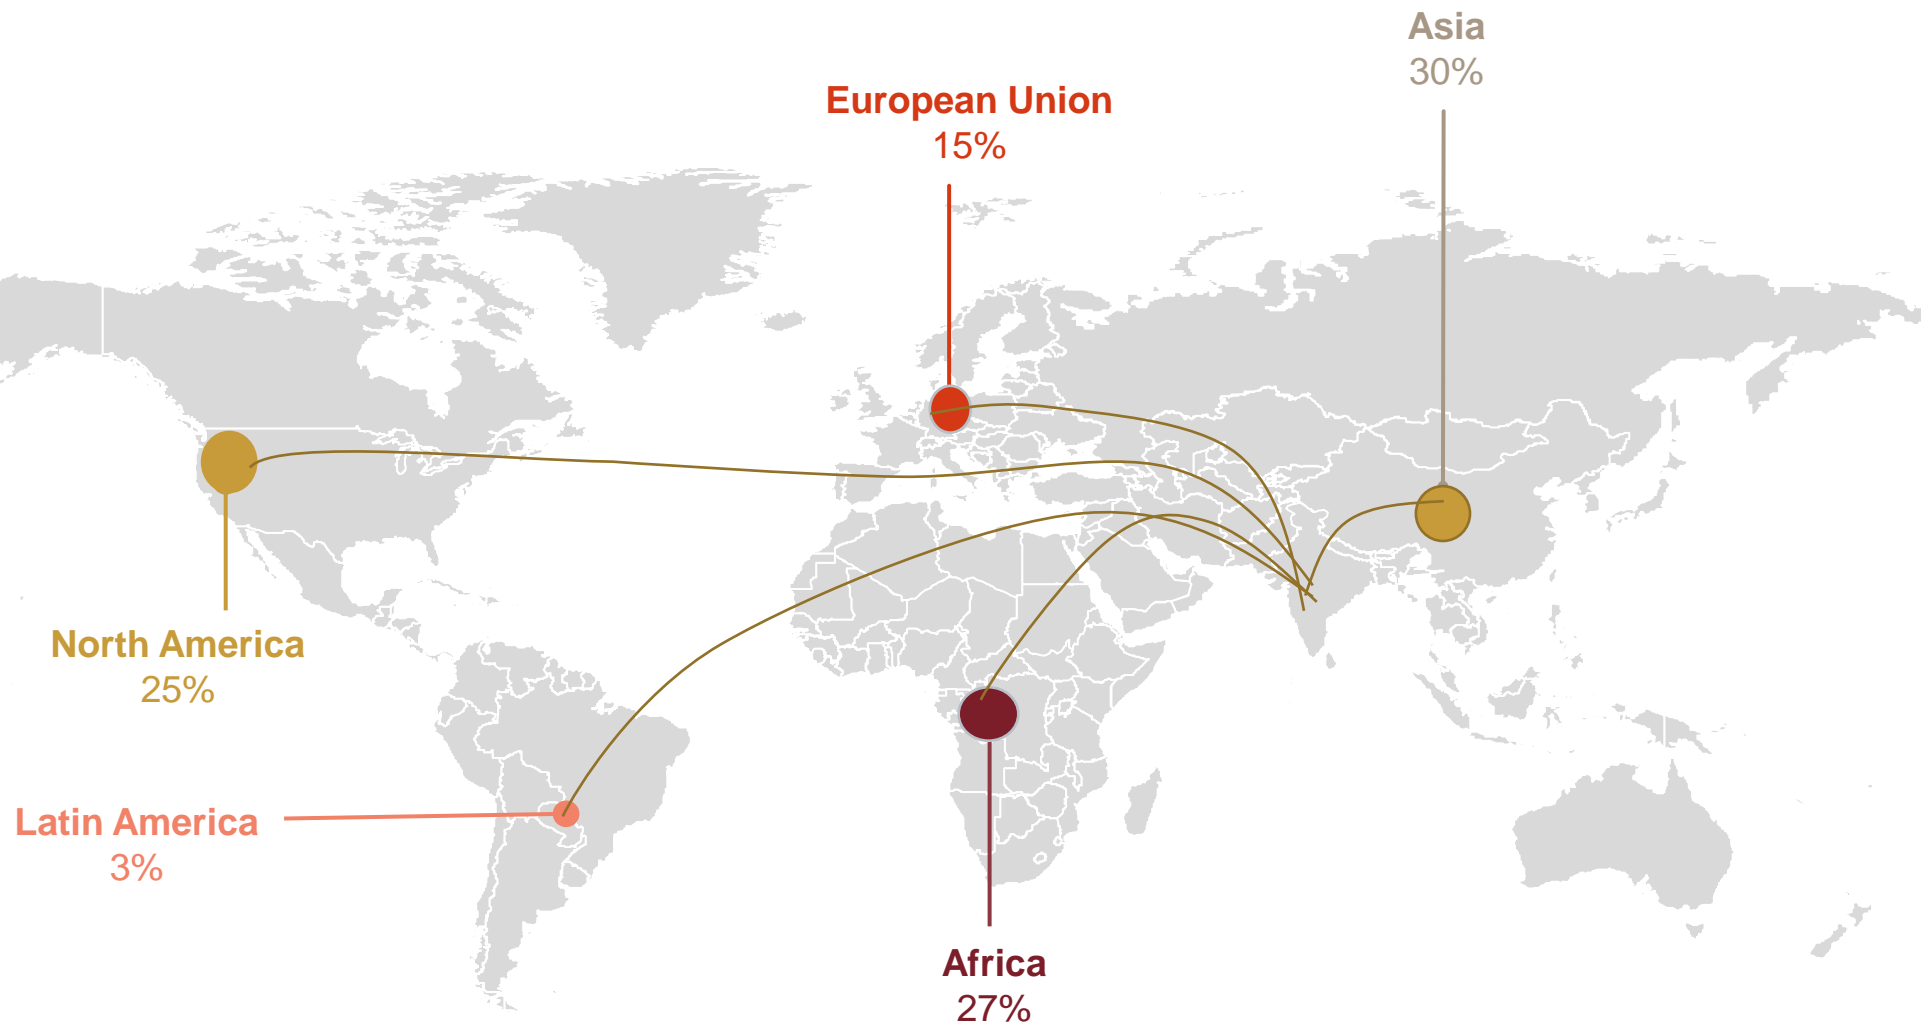 Asia
30%
European Union
15%
North America
25%
Latin America
3%
Africa
27%